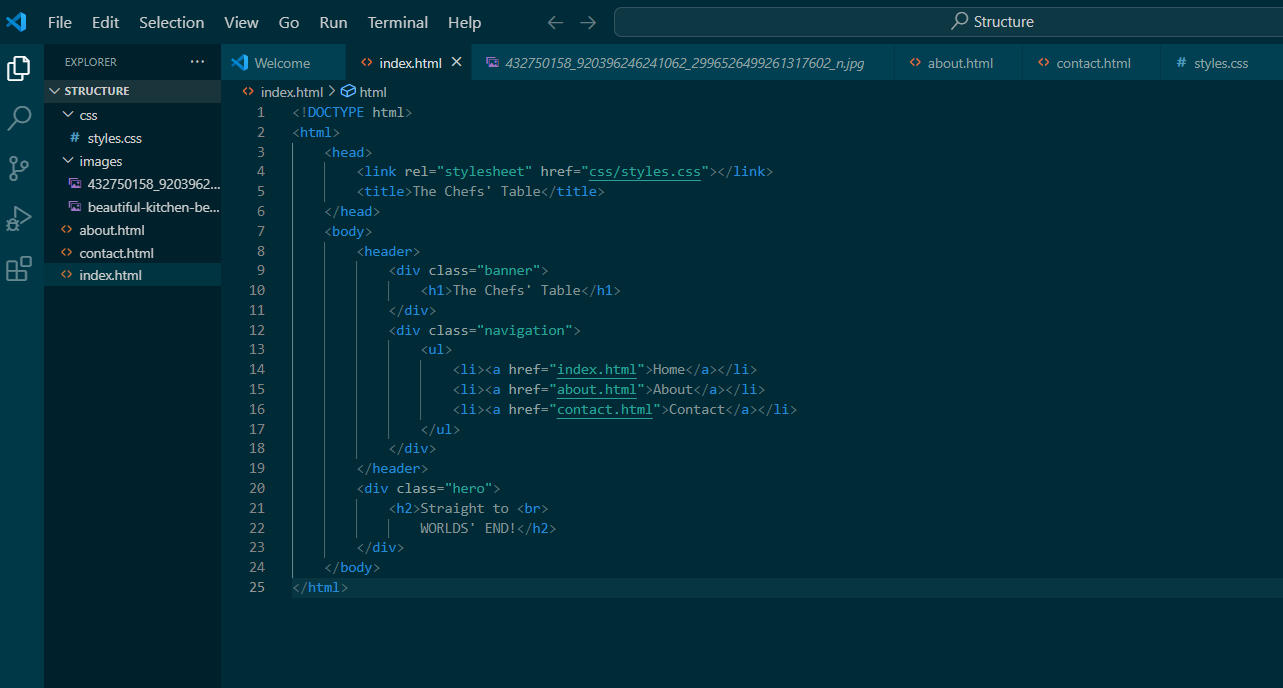 File Edit Selection View Go Run Terminal Help
Structure
EXPLORER ...
Welcome
index.html
432750158_920396246241062_2996526499261317602_n.jpg
about.html
contact.html
# styles.css
STRUCTURE
css
# styles.css
images
432750158_9203962...
beautiful-kitchen-be...
about.html
contact.html
index.html
index.html > html
1 <!DOCTYPE html>
2 <html>
3 <head>
4 <link rel="stylesheet" href="css/styles.css"></link>
5 <title>The Chefs' Table</title>
6 </head>
7 <body>
8 <header>
9 <div class="banner">
10 <h1>The Chefs' Table</h1>
11 </div>
12 <div class="navigation">
13 <ul>
14 <li><a href="index.html">Home</a></li>
15 <li><a href="about.html">About</a></li>
16 <li><a href="contact.html">Contact</a></li>
17 </ul>
18 </div>
19 </header>
20 <div class="hero">
21 <h2>Straight to <br>
22 WORLDS' END!</h2>
23 </div>
24 </body>
25 </html>